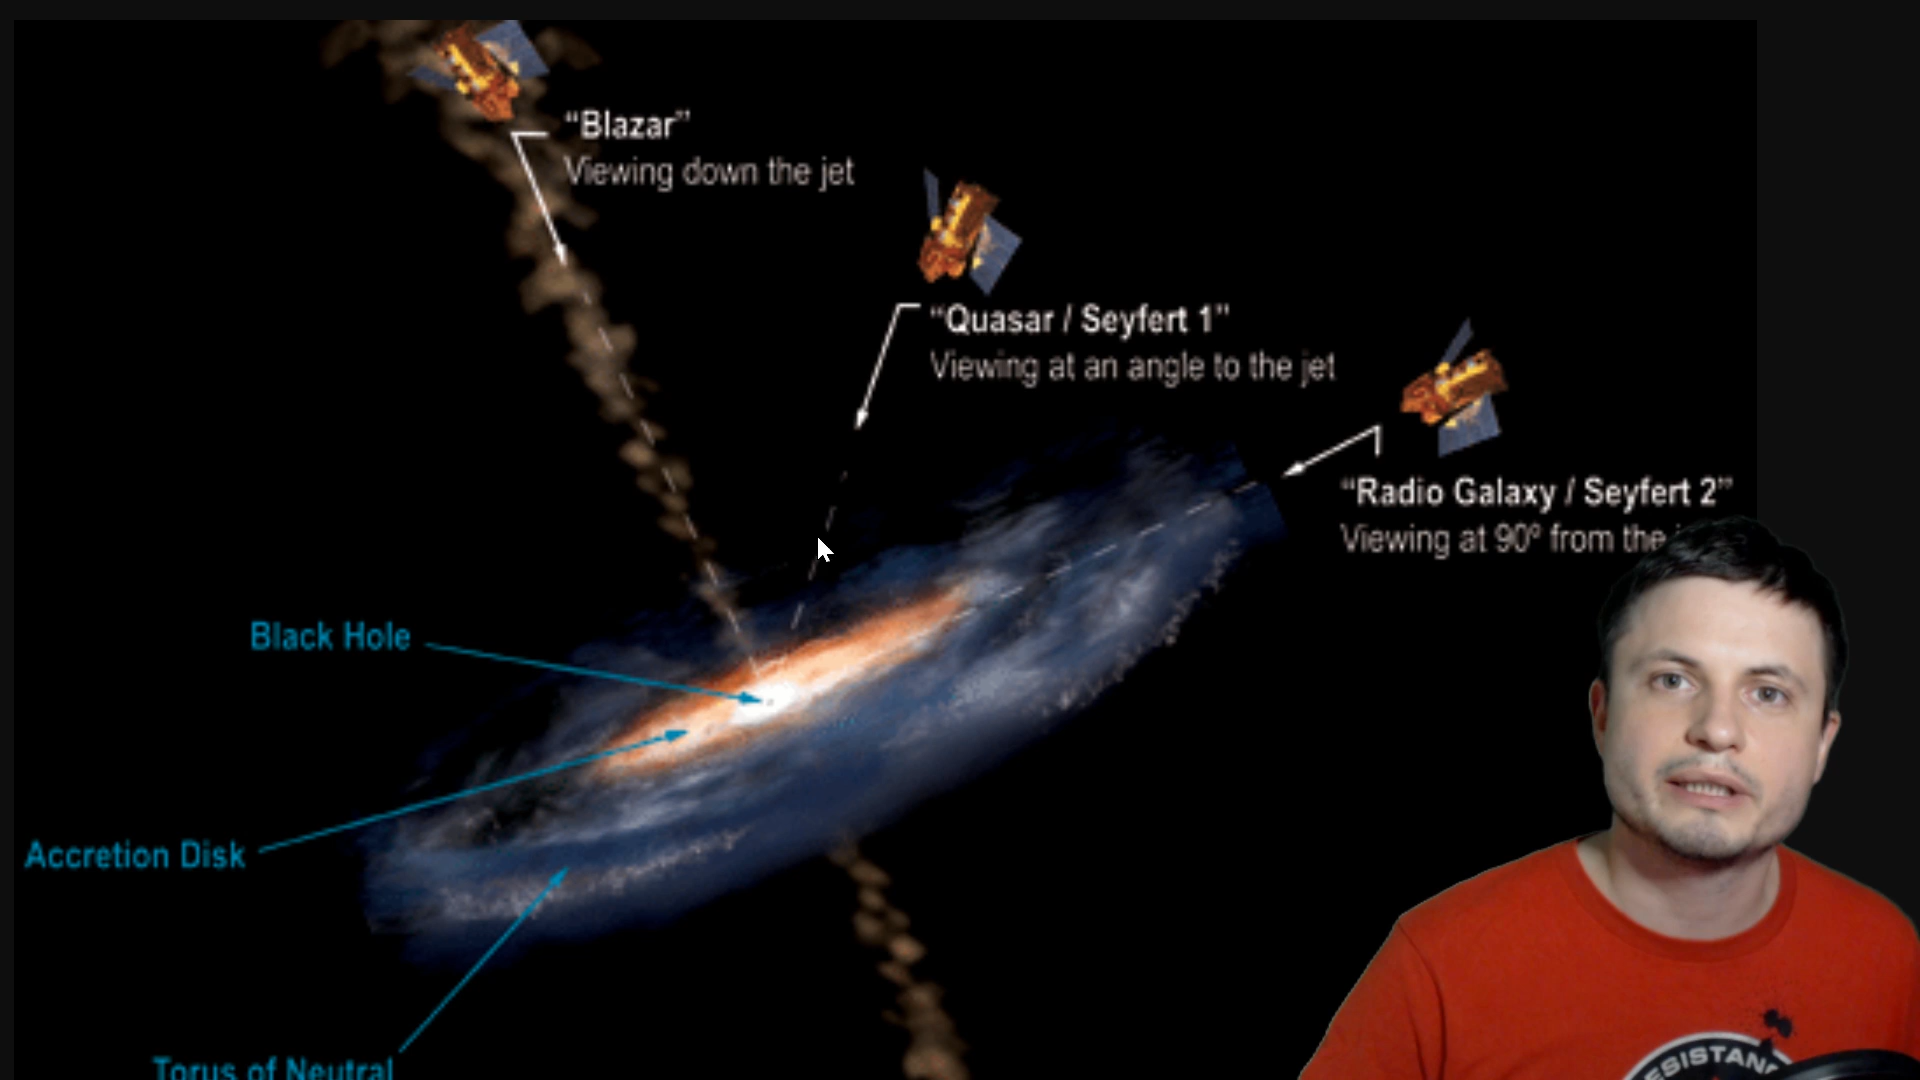 “Blazar”
Viewing down the jet
“Quasar / Seyfert 1”
Viewing at an angle to the jet
“Radio Galaxy / Seyfert 2”
Viewing at 90º from the
Black Hole
Accretion Disk
Torus of Neutral